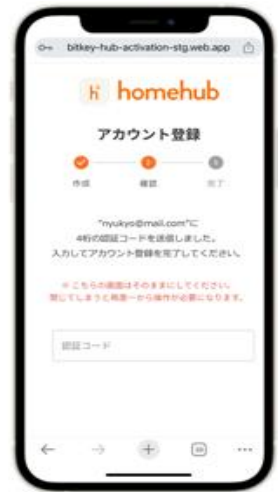 bitkey-hub-activation-stg.web.app
homehub
アカウント登録
作成 確認 完了
"nyukyo@mail.com"に
4桁の認証コードを送信しました。
入力してアカウント登録を完了してください。
※こちらの画面はそのままにしてください。
閉じてしまうと再度一から操作が必要になります。
認証コード